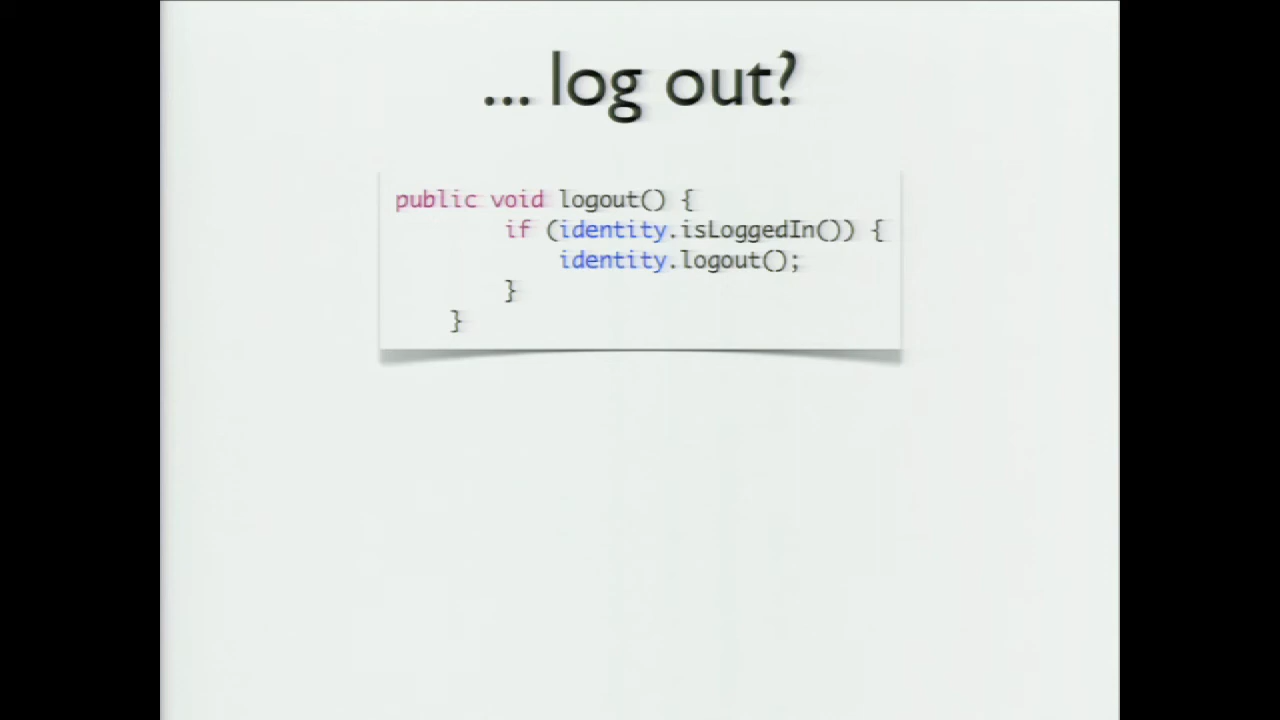 ... log out?
public void logout() {
if (identity.isLoggedIn()) {
identity.logout();
}
}